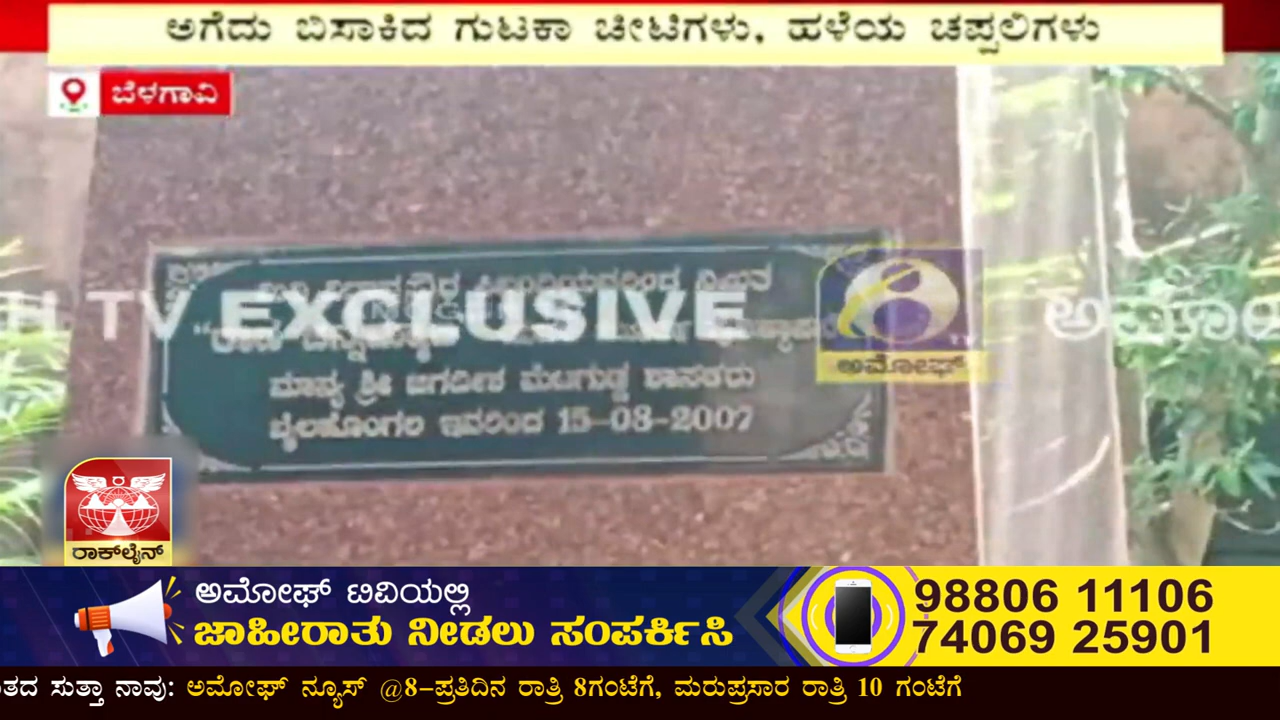 ಅಗೆದು ಬಿಸಾಕಿದ ಗುಟಕಾ ಚೀಟಿಗಳು, ಹಳೆಯ ಚಪ್ಪಲಿಗಳು
ಬೆಳಗಾವಿ
H TV EXCLUSIVE
ಅಮೋಘ್
ಮಾನ್ಯ ಶ್ರೀ ಜಗದೀಶ ಮೆಟಗುಡ್ಡ ಶಾಸಕರು
ಬೈಲಹೊಂಗಲ ಇವರಿಂದ 15-08-2007
ರಾಕ್‌ಲೈನ್
ಅಮೋಘ್ ಟಿವಿಯಲ್ಲಿ
ಜಾಹೀರಾತು ನೀಡಲು ಸಂಪರ್ಕಿಸಿ
98806 11106
74069 25901
ತದ ಸುತ್ತಾ ನಾವು: ಅಮೋಘ್ ನ್ಯೂಸ್ @8-ಪ್ರತಿದಿನ ರಾತ್ರಿ 8ಗಂಟೆಗೆ, ಮರುಪ್ರಸಾರ ರಾತ್ರಿ 10 ಗಂಟೆಗೆ